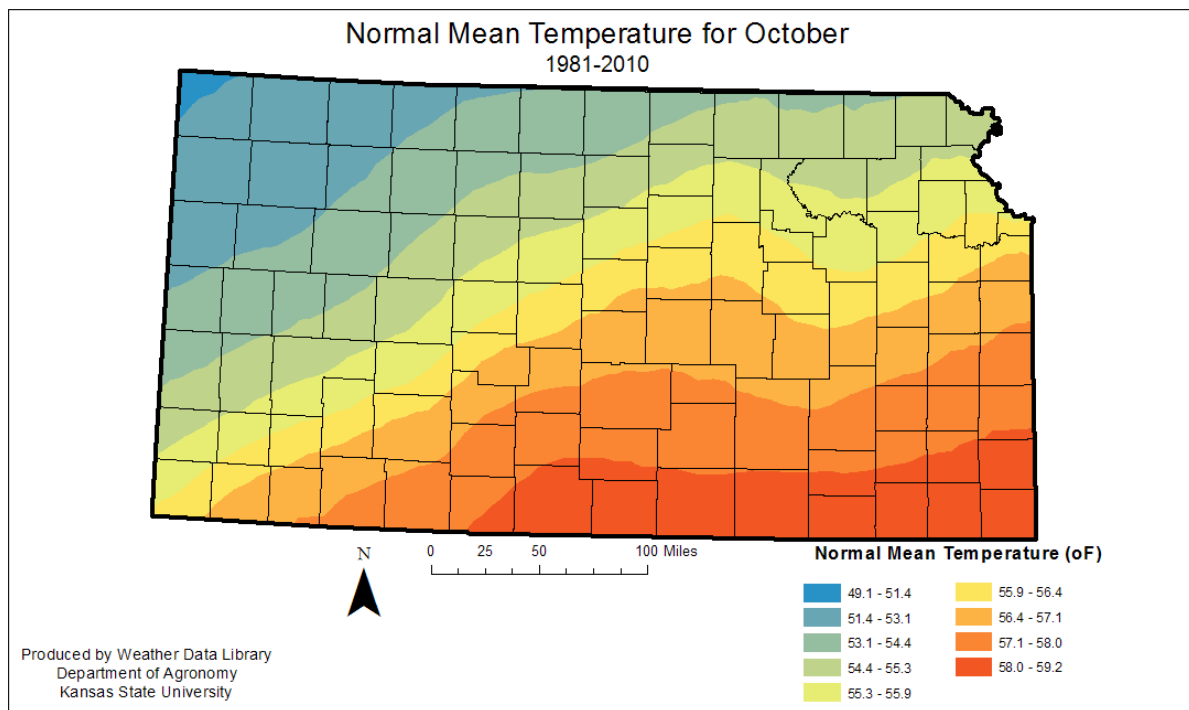 Normal Mean Temperature for October
1981-2010
N
0 25 50 100 Miles
Normal Mean Temperature (oF)
49.1 - 51.4
51.4 - 53.1
53.1 - 54.4
54.4 - 55.3
55.3 - 55.9
55.9 - 56.4
56.4 - 57.1
57.1 - 58.0
58.0 - 59.2
Produced by Weather Data Library
Department of Agronomy
Kansas State University